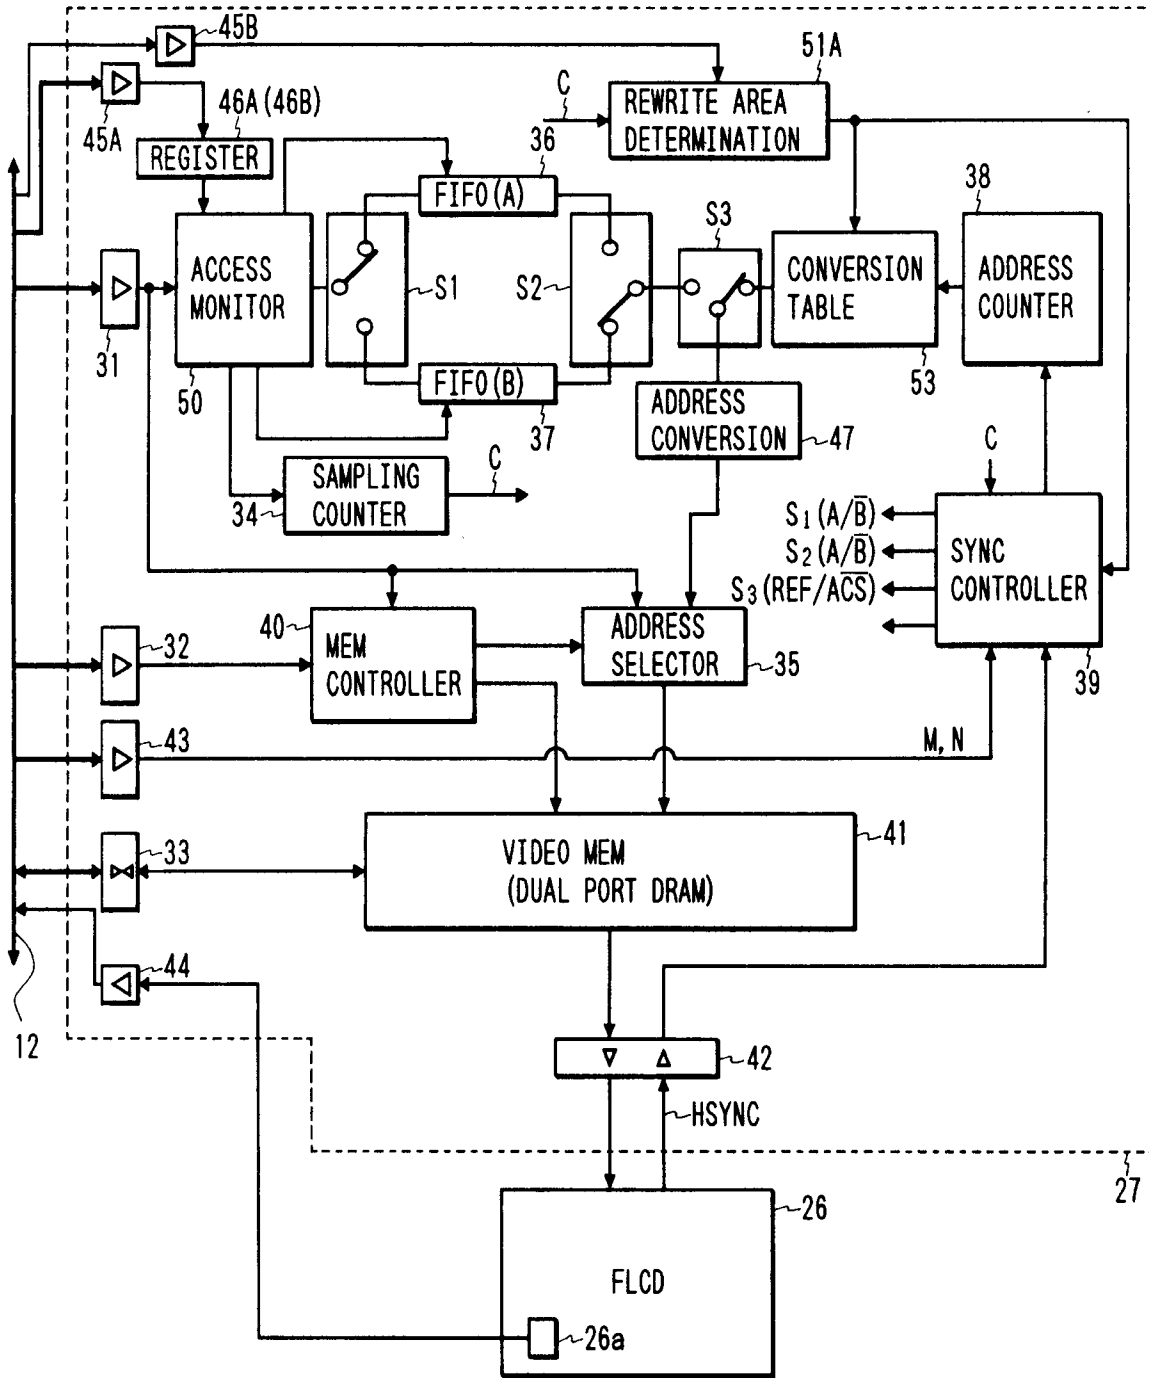 45B
51A
C
REWRITE AREA
DETERMINATION
45A
46A(46B)
36
REGISTER
FIFO(A)
38
S3
ACCESS
MONITOR
S1
S2
CONVERSION
TABLE
ADDRESS
COUNTER
31
50
FIFO(B)
37
ADDRESS
CONVERSION
47
53
C
SAMPLING
COUNTER
34
C
S1(A/B̅)
S2(A/B̅)
S3(REF/AC̅S̅)
SYNC
CONTROLLER
40
MEM
CONTROLLER
ADDRESS
SELECTOR
35
39
32
43
M, N
33
VIDEO MEM
(DUAL PORT DRAM)
41
44
12
42
HSYNC
27
26
FLCD
26a